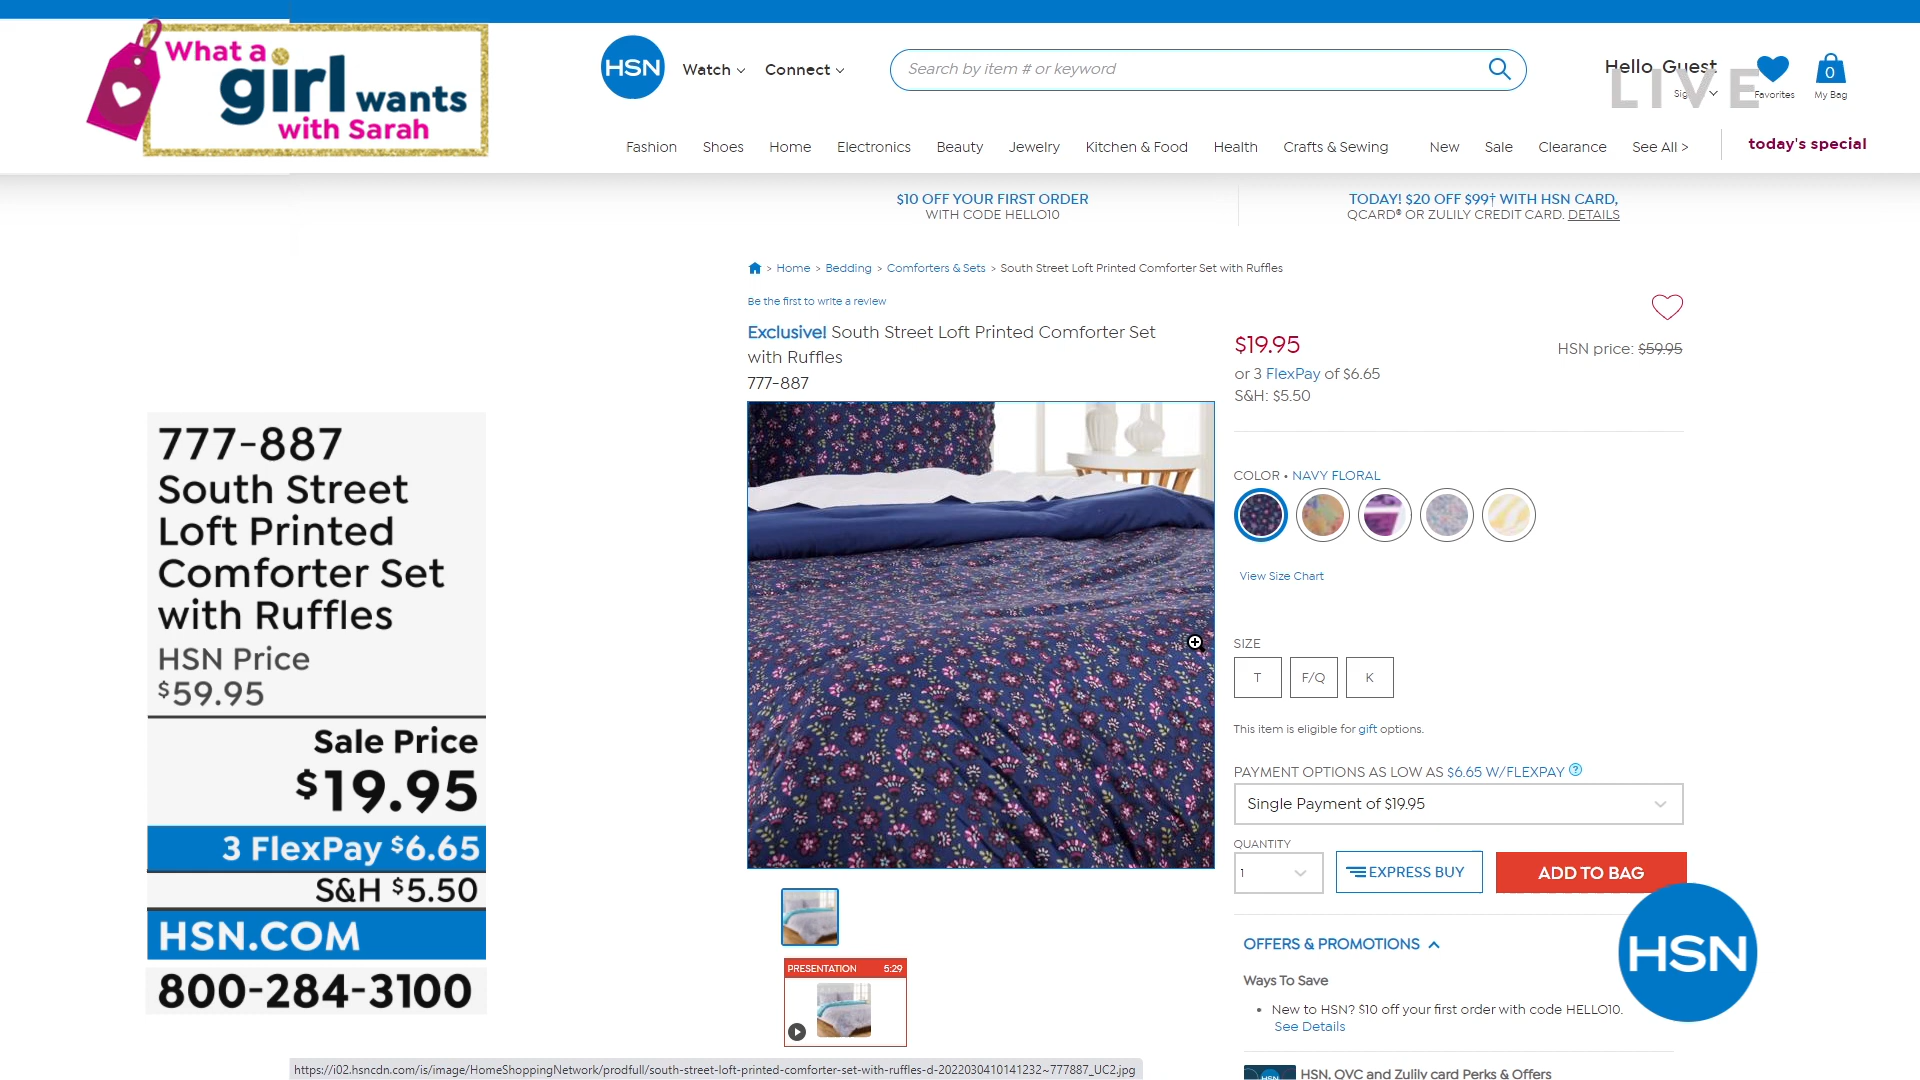 What a
girl wants
with Sarah
HSN
Watch
Connect
Search by item # or keyword
Hello, Guest
LIVE
Favorites
0
My Bag
Fashion
Shoes
Home
Electronics
Beauty
Jewelry
Kitchen & Food
Health
Crafts & Sewing
New
Sale
Clearance
See All >
today's special
$10 OFF YOUR FIRST ORDER
WITH CODE HELLO10
TODAY! $20 OFF $99† WITH HSN CARD,
QCARD® OR ZULILY CREDIT CARD. DETAILS
> Home > Bedding > Comforters & Sets > South Street Loft Printed Comforter Set with Ruffles
Be the first to write a review
Exclusive! South Street Loft Printed Comforter Set
with Ruffles
777-887
$19.95
HSN price: $59.95
or 3 FlexPay of $6.65
S&H: $5.50
COLOR • NAVY FLORAL
View Size Chart
SIZE
T
F/Q
K
This item is eligible for gift options.
PAYMENT OPTIONS AS LOW AS $6.65 W/FLEXPAY ?
Single Payment of $19.95
QUANTITY
1
EXPRESS BUY
ADD TO BAG
OFFERS & PROMOTIONS
Ways To Save
• New to HSN? $10 off your first order with code HELLO10.
See Details
HSN
HSN, QVC and Zulily card Perks & Offers
HSN
PRESENTATION 5:29
777-887
South Street
Loft Printed
Comforter Set
with Ruffles
HSN Price
$59.95
Sale Price
$19.95
3 FlexPay $6.65
S&H $5.50
HSN.COM
800-284-3100
https://i02.hsncdn.com/is/image/HomeShoppingNetwork/prodfull/south-street-loft-printed-comforter-set-with-ruffles-d-2022030410141232~777887_UC2.jpg